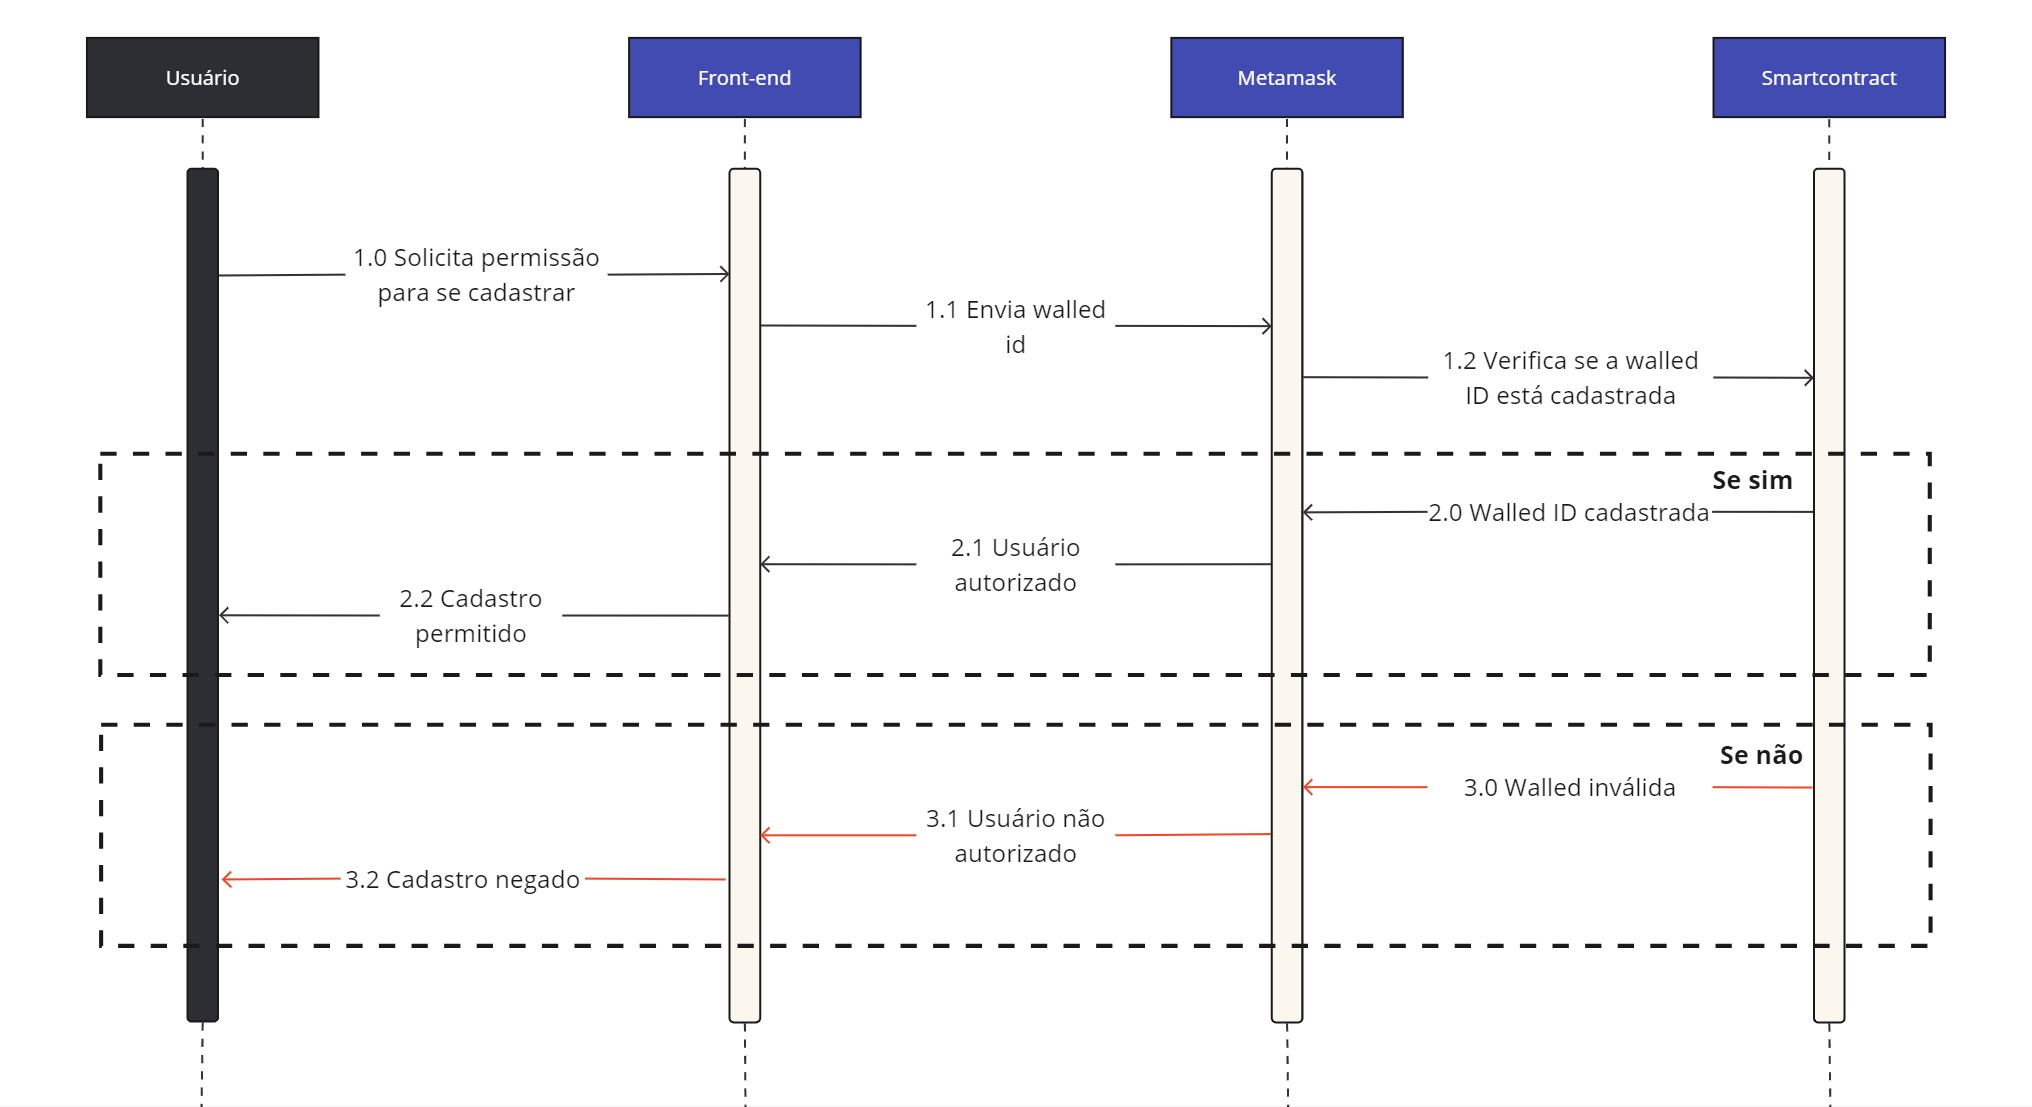 Usuário
Front-end
Metamask
Smartcontract
1.0 Solicita permissão
para se cadastrar
1.1 Envia walled
id
1.2 Verifica se a walled
ID está cadastrada
Se sim
2.0 Walled ID cadastrada
2.1 Usuário
autorizado
2.2 Cadastro
permitido
Se não
3.0 Walled inválida
3.1 Usuário não
autorizado
3.2 Cadastro negado